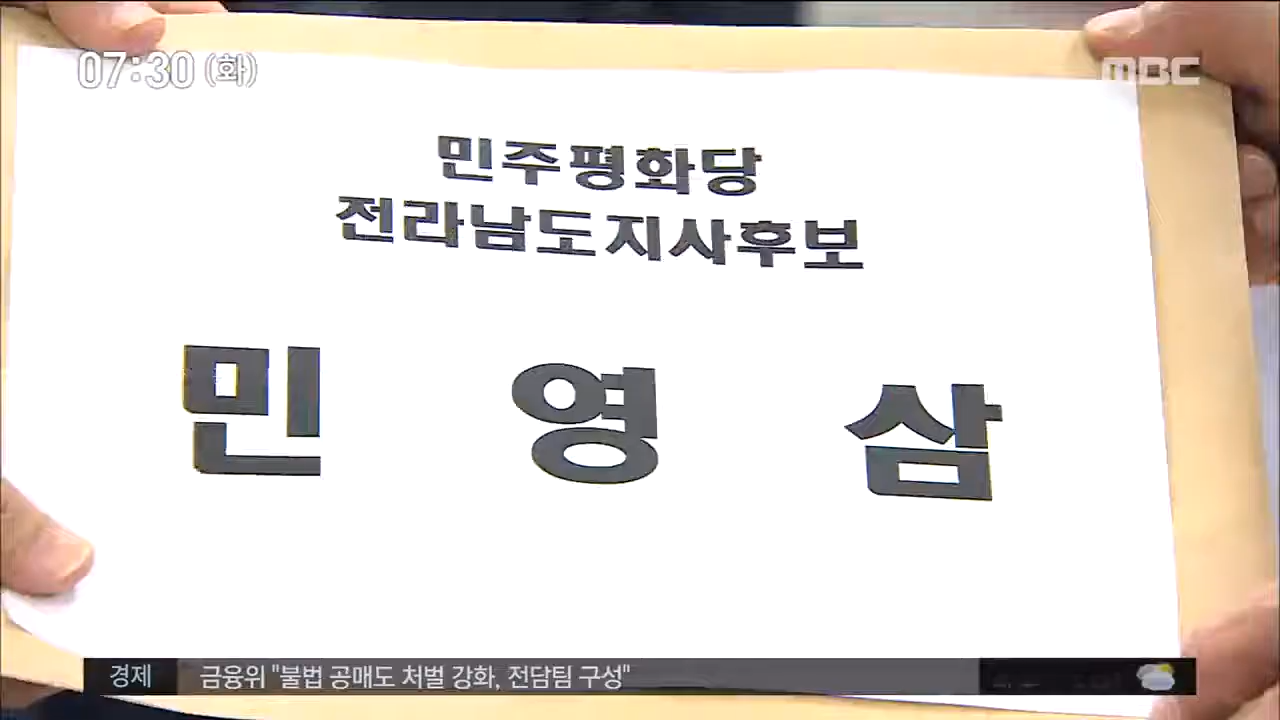 07:30 (화)
MBC
민주평화당
전라남도지사후보
민 영 삼
경제 금융위 "불법 공매도 처벌 강화, 전담팀 구성"